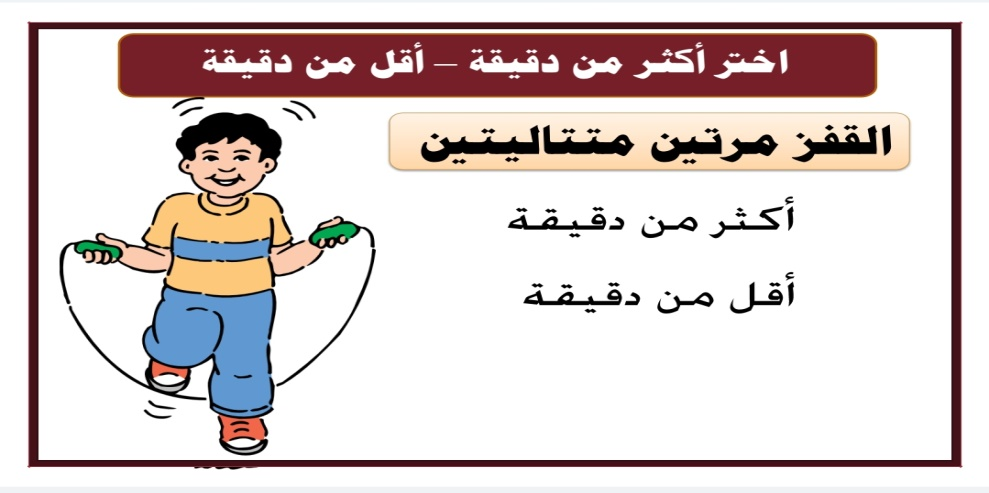 اختر أكثر من دقيقة – أقل من دقيقة
القفز مرتين متتاليتين
أكثر من دقيقة
أقل من دقيقة